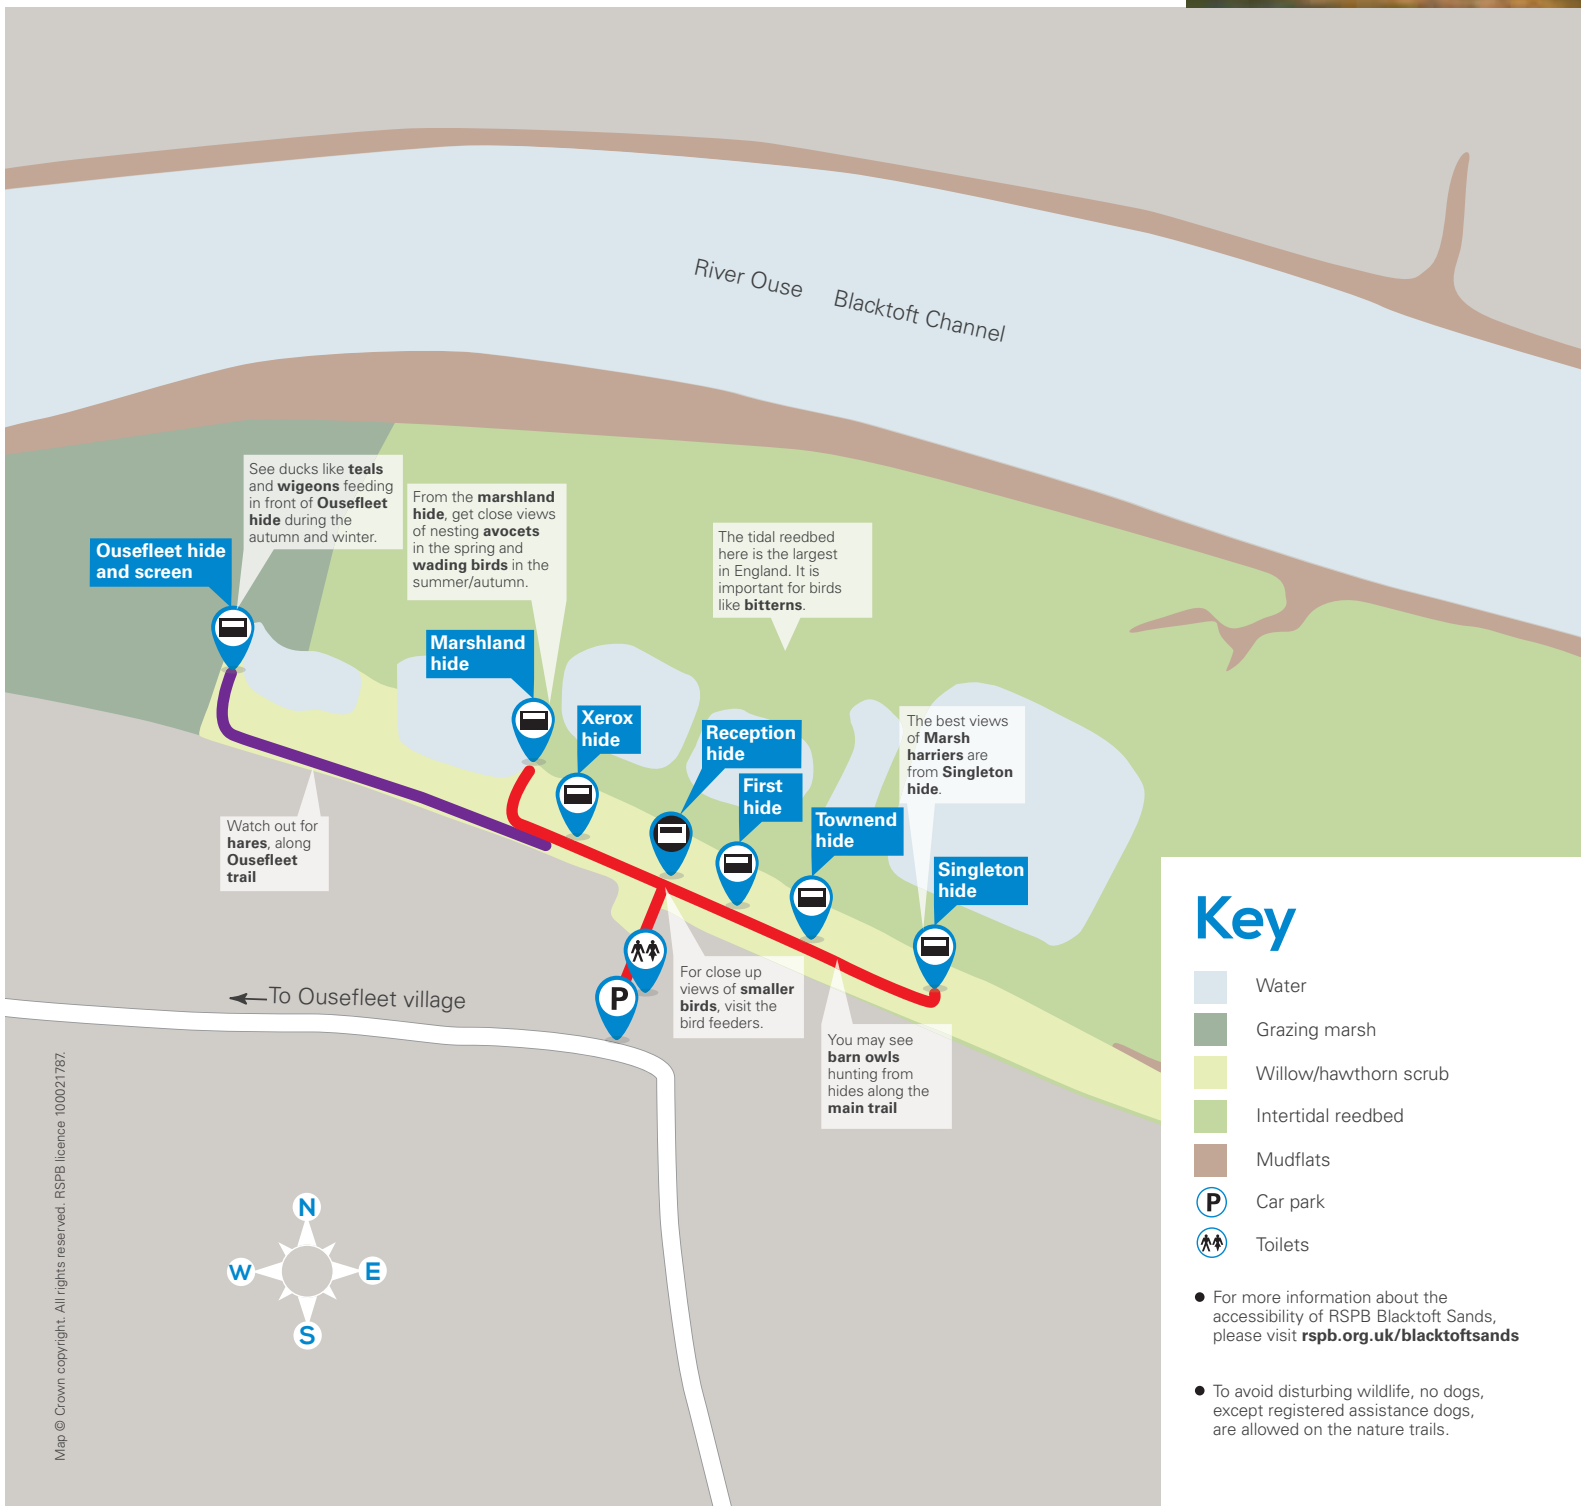 River Ouse    Blacktoft Channel
See ducks like teals
and wigeons feeding
in front of Ousefleet
hide during the
autumn and winter.
From the marshland
hide, get close views
of nesting avocets
in the spring and
wading birds in the
summer/autumn.
The tidal reedbed
here is the largest
in England. It is
important for birds
like bitterns.
Ousefleet hide
and screen
Marshland
hide
Xerox
hide
Reception
hide
First
hide
Townend
hide
Singleton
hide
The best views
of Marsh
harriers are
from Singleton
hide.
Watch out for
hares, along
Ousefleet
trail
For close up
views of smaller
birds, visit the
bird feeders.
You may see
barn owls
hunting from
hides along the
main trail
P
To Ousefleet village
N
W
E
S
Map © Crown copyright. All rights reserved. RSPB licence 100021787.
Key
Water
Grazing marsh
Willow/hawthorn scrub
Intertidal reedbed
Mudflats
P Car park
Toilets
● For more information about the
accessibility of RSPB Blacktoft Sands,
please visit rspb.org.uk/blacktoftsands
● To avoid disturbing wildlife, no dogs,
except registered assistance dogs,
are allowed on the nature trails.